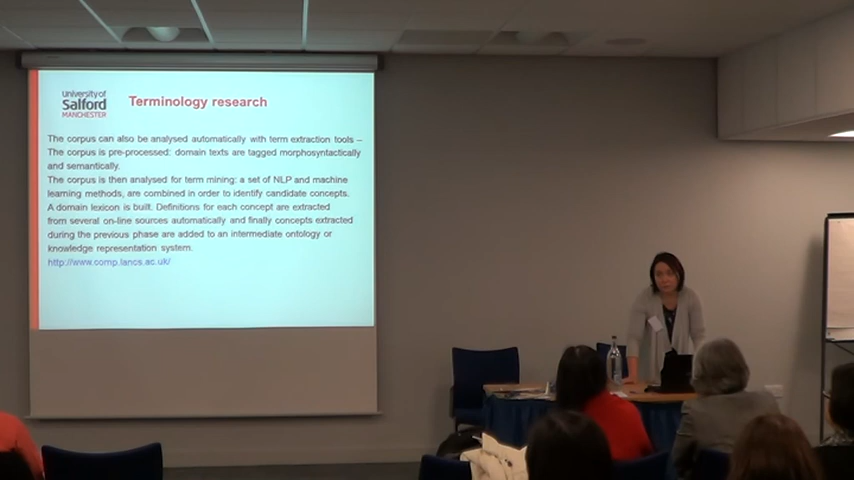 University of
Salford
MANCHESTER
Terminology research
The corpus can also be analysed automatically with term extraction tools –
The corpus is pre-processed: domain texts are tagged morphosyntactically
and semantically.
The corpus is then analysed for term mining: a set of NLP and machine
learning methods, are combined in order to identify candidate concepts.
A domain lexicon is built. Definitions for each concept are extracted
from several on-line sources automatically and finally concepts extracted
during the previous phase are added to an intermediate ontology or
knowledge representation system.
http://www.comp.lancs.ac.uk/